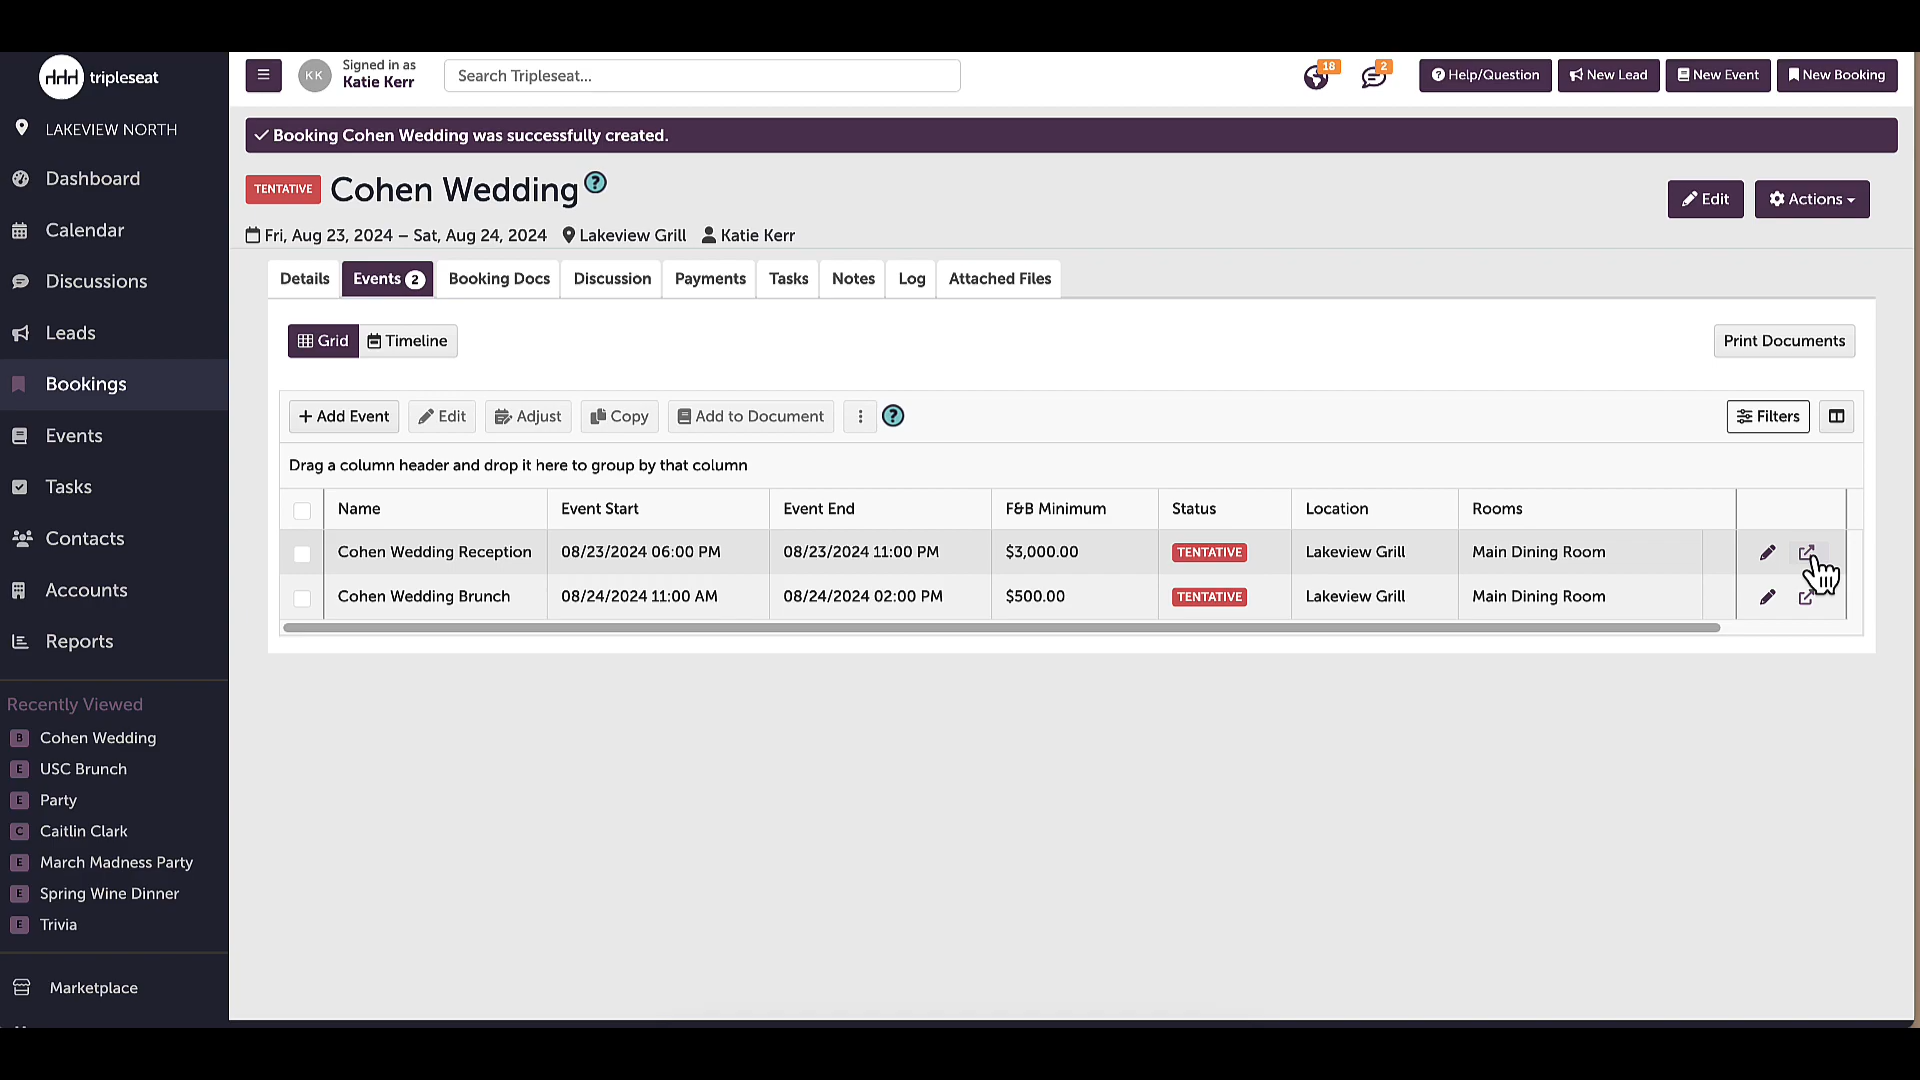 tripleseat
LAKEVIEW NORTH
Dashboard
Calendar
Discussions
Leads
Bookings
Events
Tasks
Contacts
Accounts
Reports
Recently Viewed
B Cohen Wedding
E USC Brunch
E Party
C Caitlin Clark
E March Madness Party
E Spring Wine Dinner
E Trivia
Marketplace
KK
Signed in as
Katie Kerr
Search Tripleseat...
18
2
Help/Question
New Lead
New Event
New Booking
Booking Cohen Wedding was successfully created.
TENTATIVE Cohen Wedding ?
Edit
Actions
Fri, Aug 23, 2024 – Sat, Aug 24, 2024 Lakeview Grill Katie Kerr
Details Events 2 Booking Docs Discussion Payments Tasks Notes Log Attached Files
Grid Timeline
Print Documents
+ Add Event Edit Adjust Copy Add to Document ?
Filters
Drag a column header and drop it here to group by that column
Name Event Start Event End F&B Minimum Status Location Rooms
Cohen Wedding Reception 08/23/2024 06:00 PM 08/23/2024 11:00 PM $3,000.00 TENTATIVE Lakeview Grill Main Dining Room
Cohen Wedding Brunch 08/24/2024 11:00 AM 08/24/2024 02:00 PM $500.00 TENTATIVE Lakeview Grill Main Dining Room